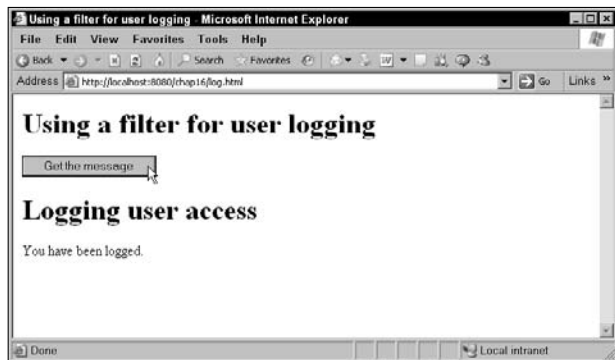 Using a filter for user logging - Microsoft Internet Explorer
File Edit View Favorites Tools Help
Back Search Favorites
Address http://localhost:8080/chap16/log.html Go Links »
Using a filter for user logging
Get the message
Logging user access
You have been logged.
Done Local intranet